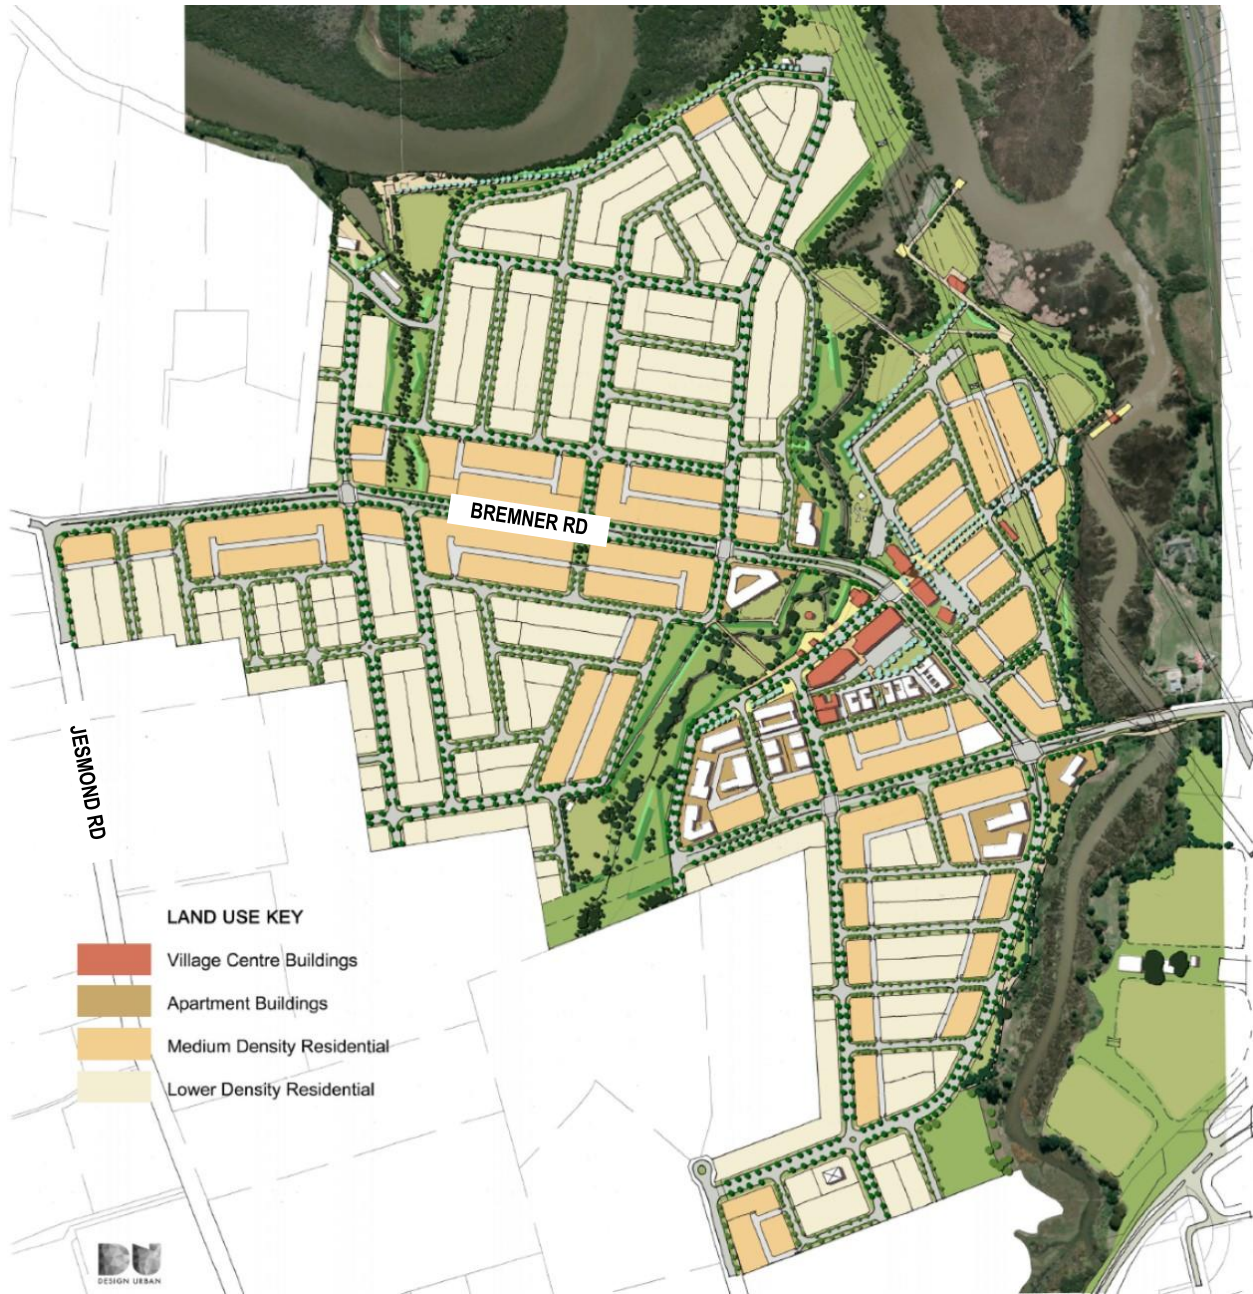 BREMNER RD
JESMOND RD
LAND USE KEY
Village Centre Buildings
Apartment Buildings
Medium Density Residential
Lower Density Residential
DU
DESIGN URBAN